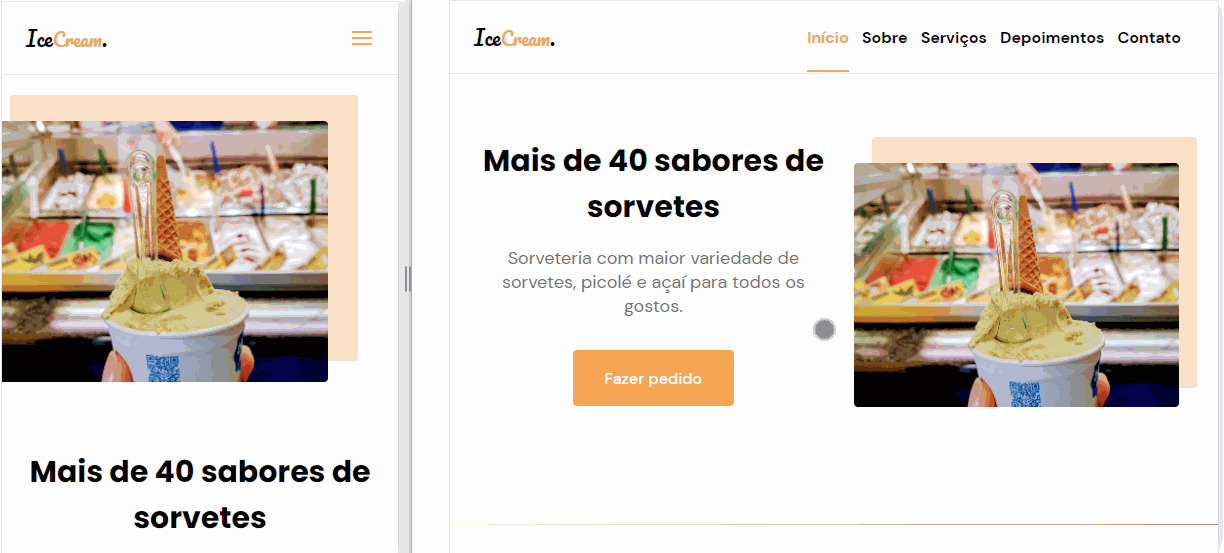 IceCream.
Mais de 40 sabores de
sorvetes
IceCream.
Início Sobre Serviços Depoimentos Contato
Mais de 40 sabores de
sorvetes
Sorveteria com maior variedade de
sorvetes, picolé e açaí para todos os
gostos.
Fazer pedido